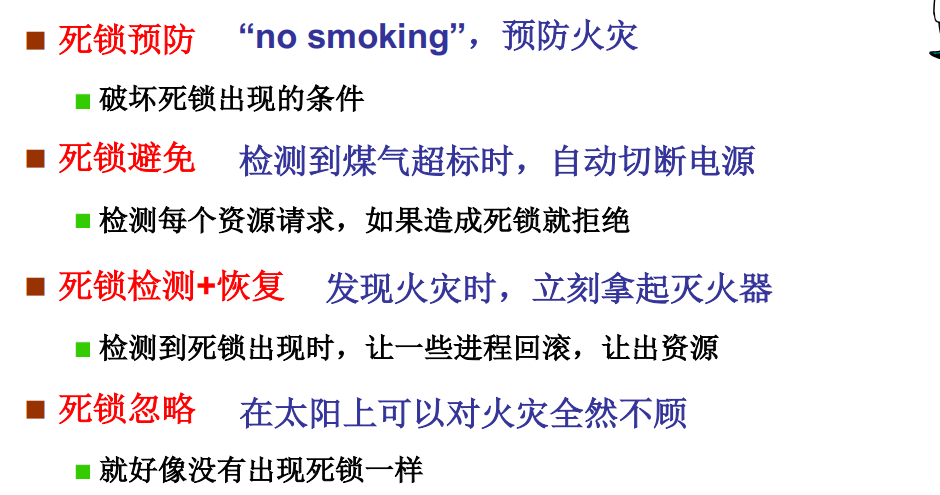 死锁预防 “no smoking”，预防火灾
破坏死锁出现的条件
死锁避免 检测到煤气超标时，自动切断电源
检测每个资源请求，如果造成死锁就拒绝
死锁检测+恢复 发现火灾时，立刻拿起灭火器
检测到死锁出现时，让一些进程回滚，让出资源
死锁忽略 在太阳上可以对火灾全然不顾
就好像没有出现死锁一样